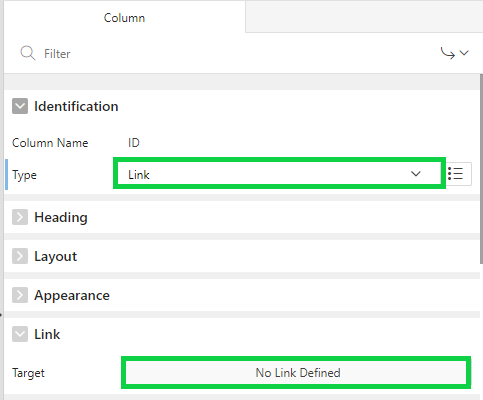 Column
Filter
Identification
Column Name ID
Type Link
Heading
Layout
Appearance
Link
Target No Link Defined